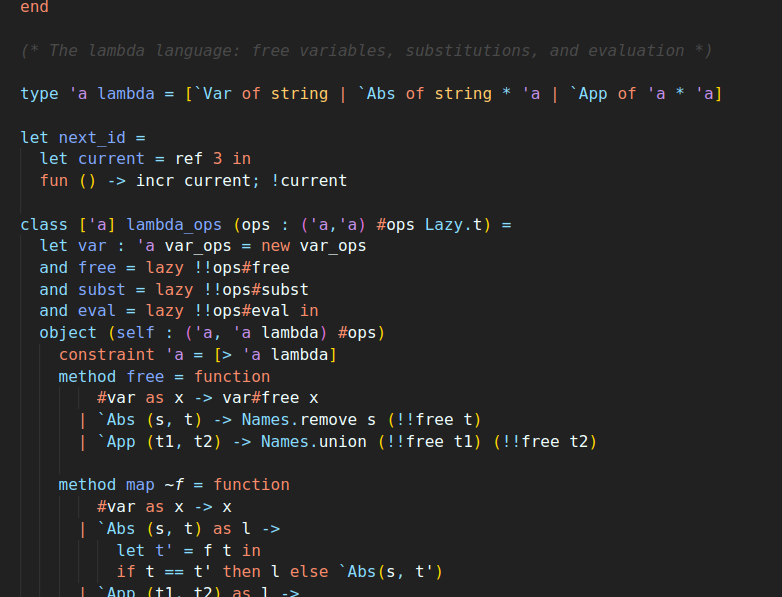 end
(* The lambda language: free variables, substitutions, and evaluation *)
type 'a lambda = [`Var of string | `Abs of string * 'a | `App of 'a * 'a]
let next_id =
  let current = ref 3 in
  fun () -> incr current; !current
class ['a] lambda_ops (ops : ('a,'a) #ops Lazy.t) =
  let var : 'a var_ops = new var_ops
  and free = lazy !!ops#free
  and subst = lazy !!ops#subst
  and eval = lazy !!ops#eval in
  object (self : ('a, 'a lambda) #ops)
    constraint 'a = [> 'a lambda]
    method free = function
        #var as x -> var#free x
      | `Abs (s, t) -> Names.remove s (!!free t)
      | `App (t1, t2) -> Names.union (!!free t1) (!!free t2)
    method map ~f = function
        #var as x -> x
      | `Abs (s, t) as l ->
          let t' = f t in
          if t == t' then l else `Abs(s, t')
      | `App (t1, t2) as l ->